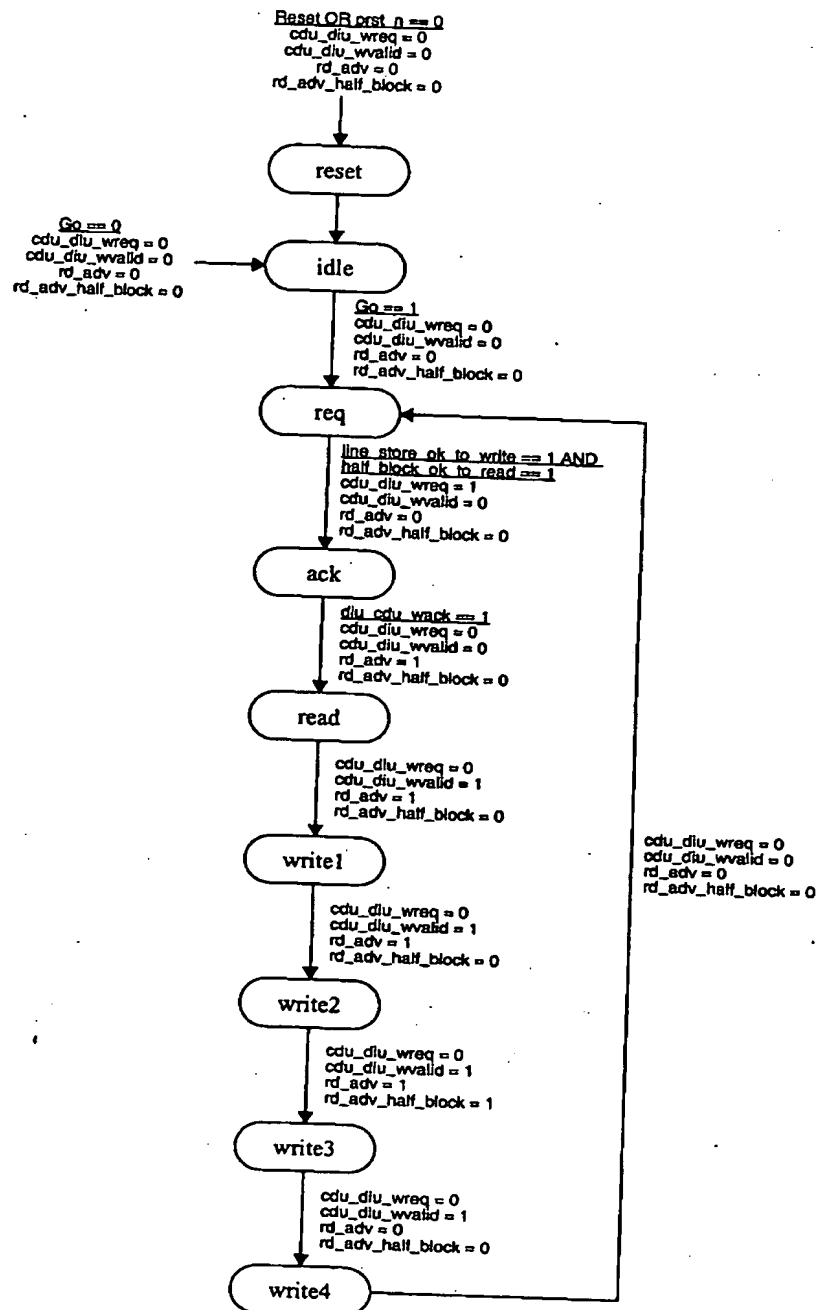 Reset OR prst_n == 0
cdu_diu_wreq = 0
cdu_diu_wvalid = 0
rd_adv = 0
rd_adv_half_block = 0
reset
Go == 0
cdu_diu_wreq = 0
cdu_diu_wvalid = 0
rd_adv = 0
rd_adv_half_block = 0
idle
Go == 1
cdu_diu_wreq = 0
cdu_diu_wvalid = 0
rd_adv = 0
rd_adv_half_block = 0
req
line_store_ok_to_write == 1 AND
half_block_ok_to_read == 1
cdu_diu_wreq = 1
cdu_diu_wvalid = 0
rd_adv = 0
rd_adv_half_block = 0
ack
diu_cdu_wack == 1
cdu_diu_wreq = 0
cdu_diu_wvalid = 0
rd_adv = 1
rd_adv_half_block = 0
read
cdu_diu_wreq = 0
cdu_diu_wvalid = 1
rd_adv = 1
rd_adv_half_block = 0
write1
cdu_diu_wreq = 0
cdu_diu_wvalid = 0
rd_adv = 0
rd_adv_half_block = 0
cdu_diu_wreq = 0
cdu_diu_wvalid = 1
rd_adv = 1
rd_adv_half_block = 0
write2
cdu_diu_wreq = 0
cdu_diu_wvalid = 1
rd_adv = 1
rd_adv_half_block = 1
write3
cdu_diu_wreq = 0
cdu_diu_wvalid = 1
rd_adv = 0
rd_adv_half_block = 0
write4